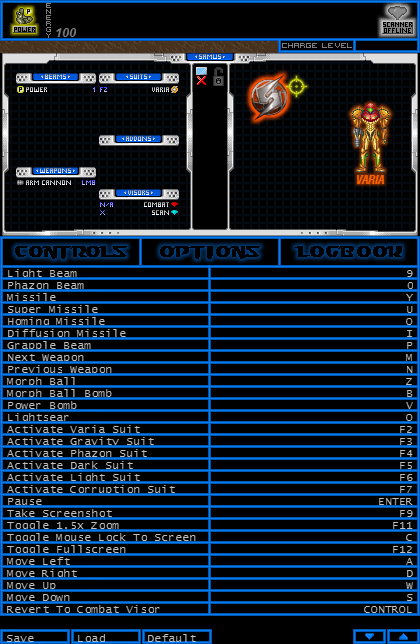 P
POWER
ENERGY
100
SCANNER
OFFLINE
CHARGE LEVEL
SAMUS
BEAMS
SUITS
P POWER 1 F2 VARIA
ADDONS
WEAPONS
ARM CANNON LMB
VISORS
N/A COMBAT
X SCAN
VARIA
CONTROLS OPTIONS LOGBOOK
Light Beam 9
Phazon Beam 0
Missile Y
Super Missile U
Homing Missile O
Diffusion Missile I
Grapple Beam P
Next Weapon M
Previous Weapon N
Morph Ball Z
Morph Ball Bomb B
Power Bomb V
Lightsear Q
Activate Varia Suit F2
Activate Gravity Suit F3
Activate Phazon Suit F4
Activate Dark Suit F5
Activate Light Suit F6
Activate Corruption Suit F7
Pause ENTER
Take Screenshot F9
Toggle 1.5x Zoom F11
Toggle Mouse Lock To Screen C
Toggle Fullscreen F12
Move Left A
Move Right D
Move Up W
Move Down S
Revert To Combat Visor CONTROL
Save Load Default